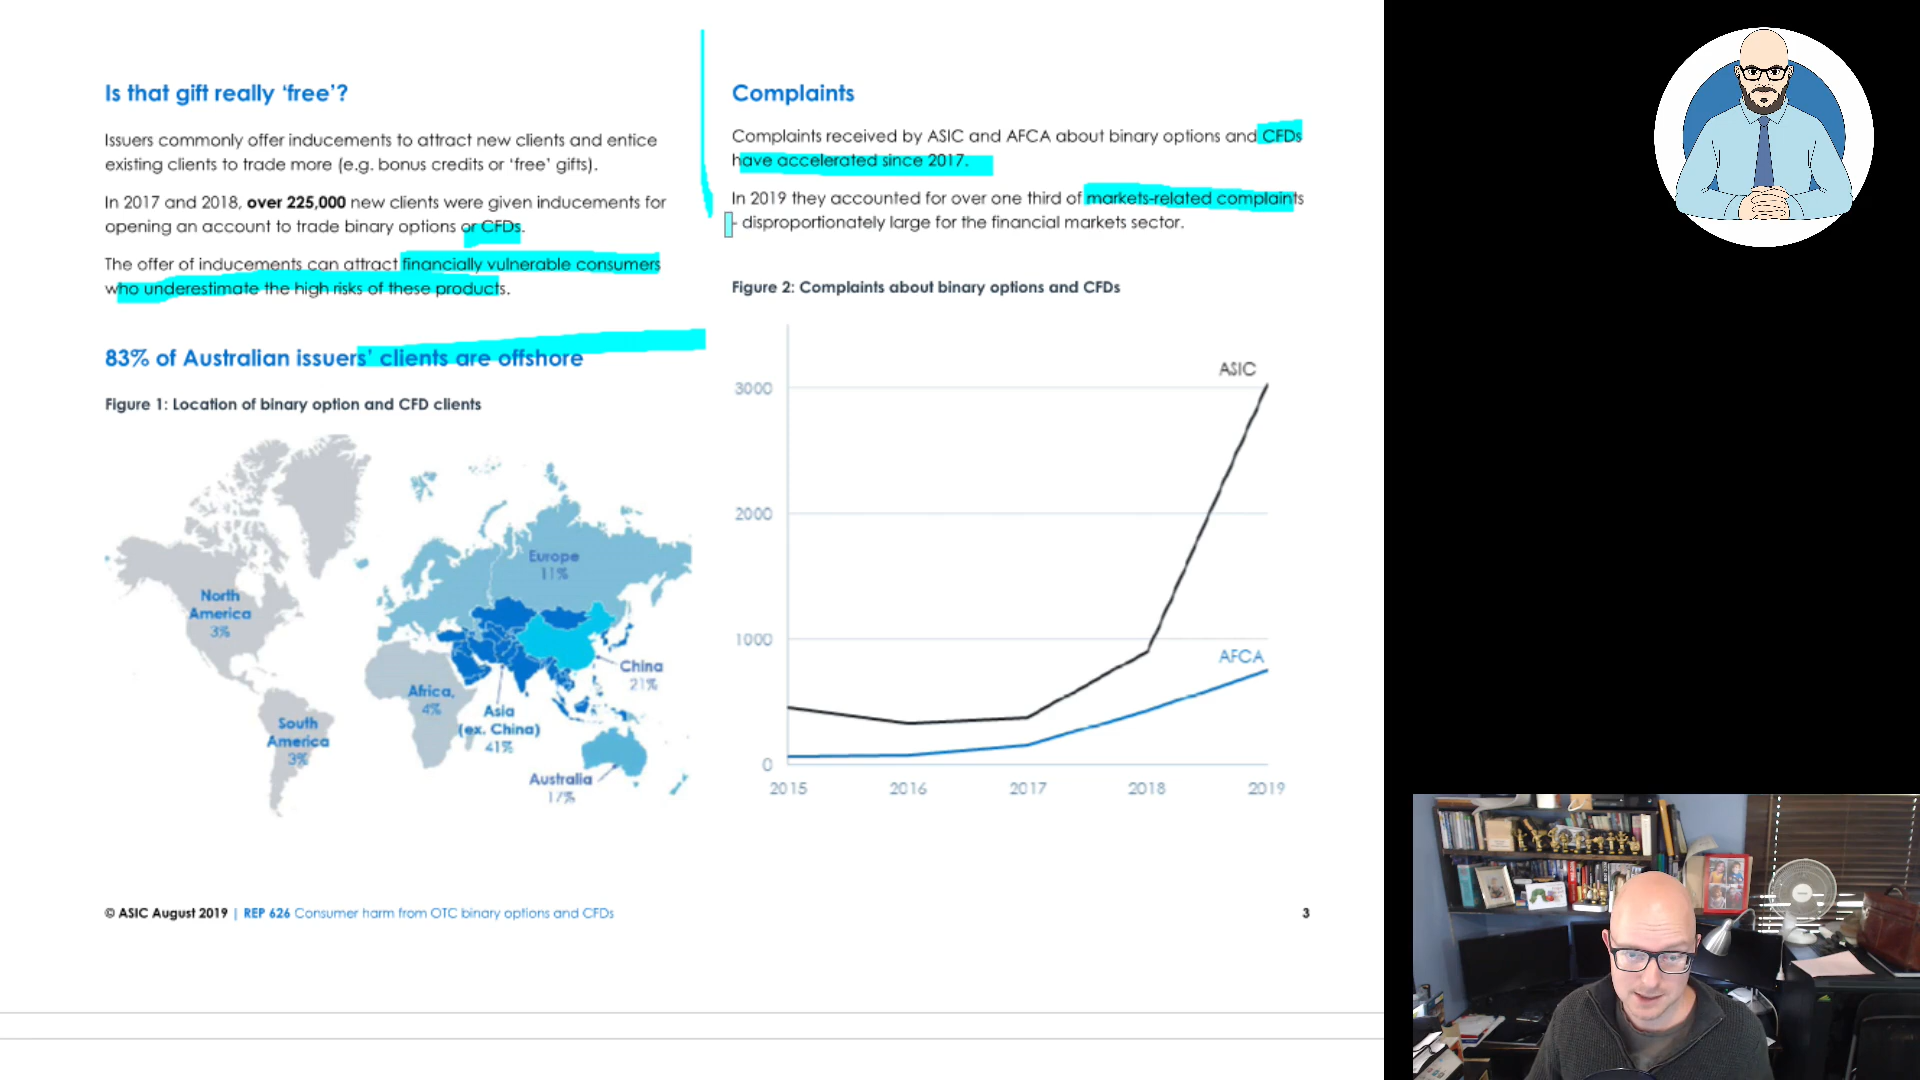 Is that gift really ‘free’?
Issuers commonly offer inducements to attract new clients and entice
existing clients to trade more (e.g. bonus credits or ‘free’ gifts).
In 2017 and 2018, over 225,000 new clients were given inducements for
opening an account to trade binary options or CFDs.
The offer of inducements can attract financially vulnerable consumers
who underestimate the high risks of these products.
83% of Australian issuers’ clients are offshore
Figure 1: Location of binary option and CFD clients
Europe
11%
North
America
3%
China
21%
Africa,
4%
Asia
(ex. China)
41%
South
America
3%
Australia
17%
Complaints
Complaints received by ASIC and AFCA about binary options and CFDs
have accelerated since 2017.
In 2019 they accounted for over one third of markets-related complaints
- disproportionately large for the financial markets sector.
Figure 2: Complaints about binary options and CFDs
ASIC
3000
2000
1000
AFCA
0
2015 2016 2017 2018 2019
© ASIC August 2019 | REP 626 Consumer harm from OTC binary options and CFDs
3